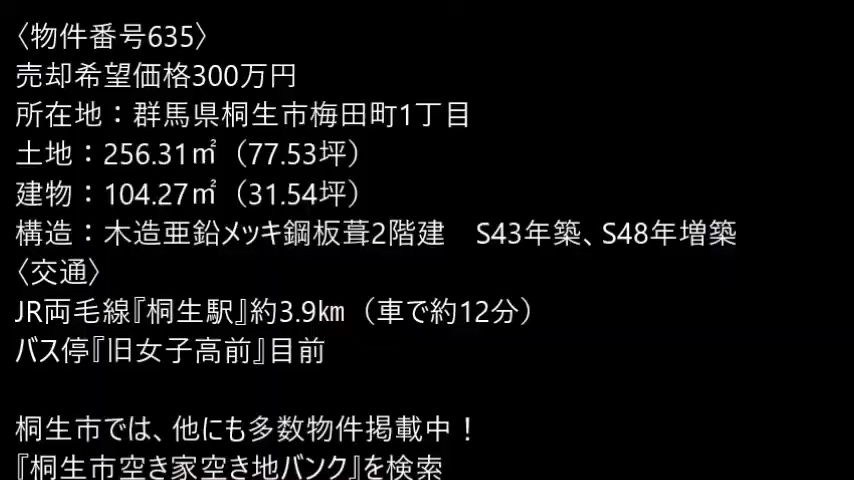 〈物件番号635〉
売却希望価格300万円
所在地：群馬県桐生市梅田町1丁目
土地：256.31㎡（77.53坪）
建物：104.27㎡（31.54坪）
構造：木造亜鉛メッキ鋼板葺2階建　S43年築、S48年増築
〈交通〉
JR両毛線『桐生駅』約3.9㎞（車で約12分）
バス停『旧女子高前』目前
桐生市では、他にも多数物件掲載中！
『桐生市空き家空き地バンク』を検索